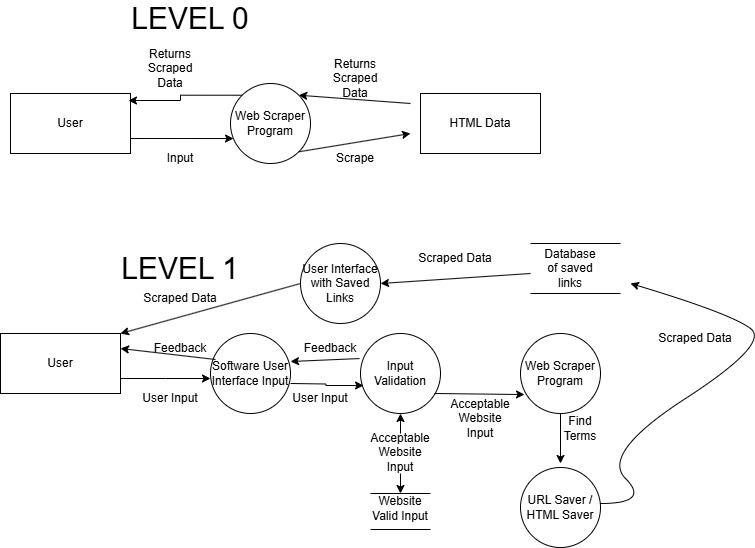 LEVEL 0
Returns
Scraped
Data
Returns
Scraped
Data
User
Web Scraper
Program
HTML Data
Input
Scrape
LEVEL 1
User Interface
with Saved
Links
Scraped Data
Database
of saved
links
Scraped Data
Scraped Data
User
Feedback
Software User
Interface Input
Feedback
Input
Validation
Web Scraper
Program
User Input
User Input
Acceptable
Website
Input
Find
Terms
Acceptable
Website
Input
Website
Valid Input
URL Saver /
HTML Saver